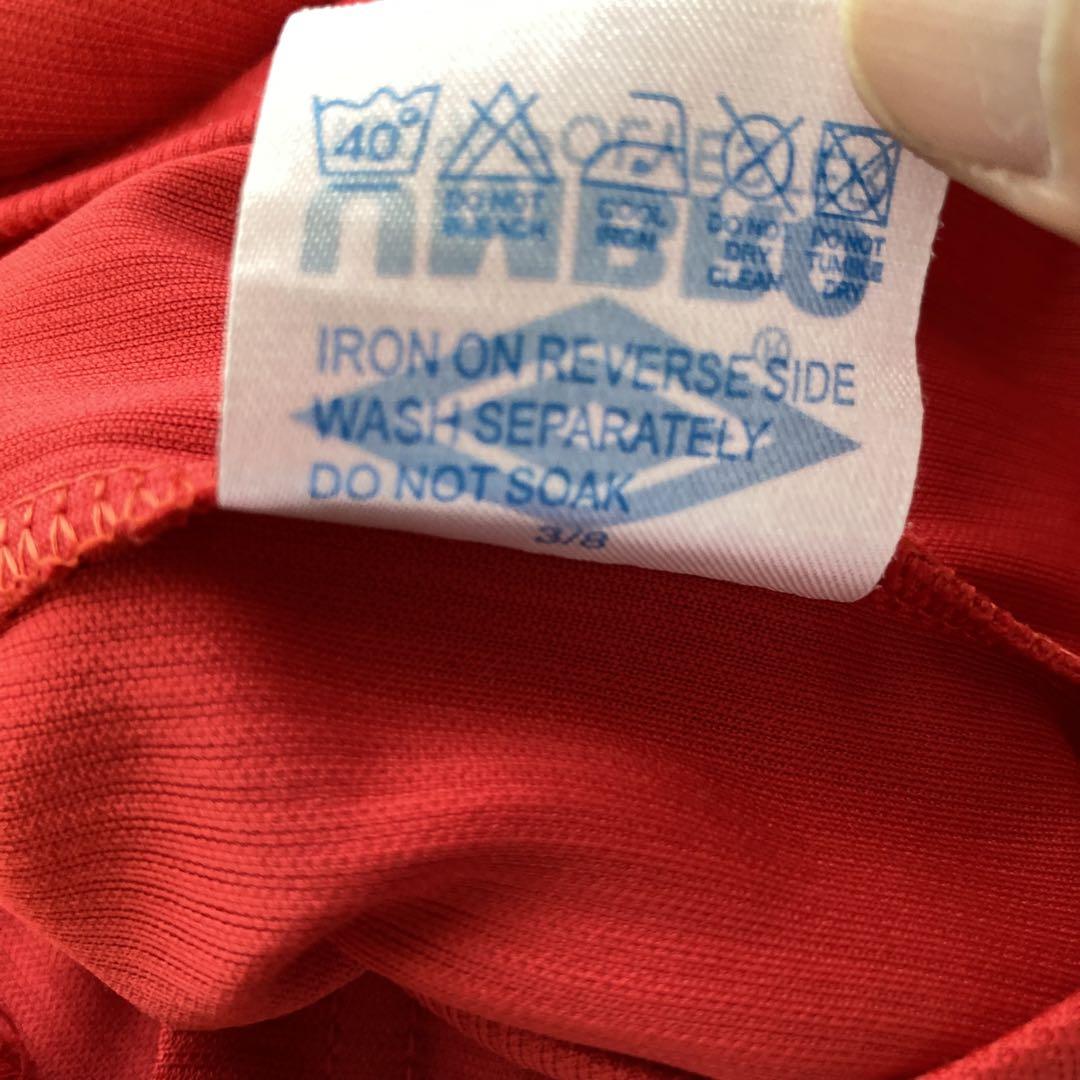 40°
DO NOT BLEACH
COOL IRON
DO NOT DRY CLEAN
DO NOT TUMBLE DRY
IRON ON REVERSE SIDE
WASH SEPARATELY
DO NOT SOAK
3/8